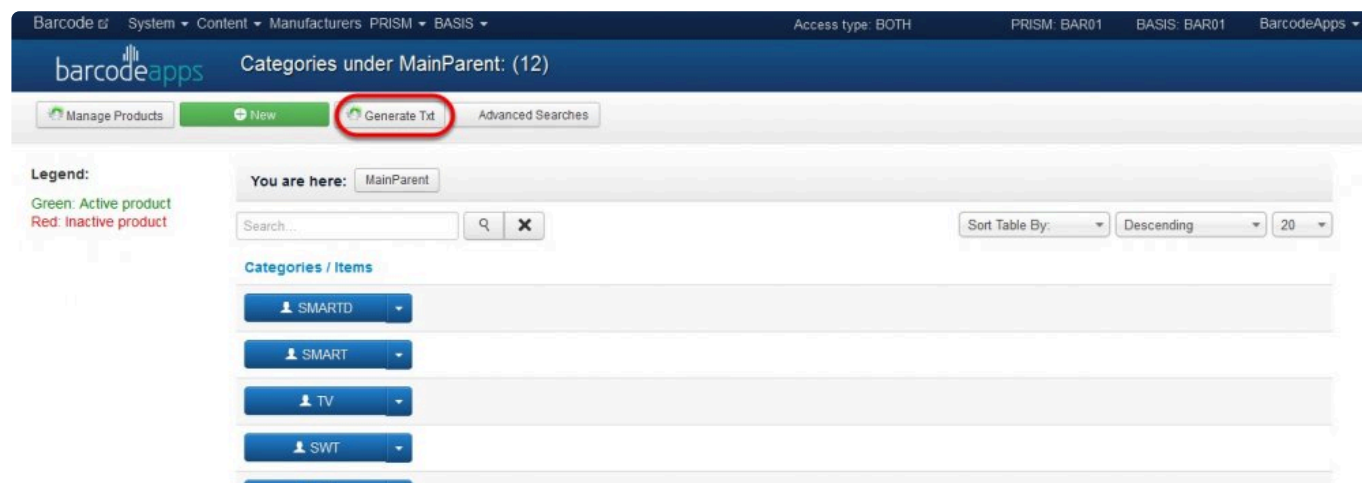 Barcode System Content Manufacturers PRISM BASIS Access type: BOTH PRISM: BAR01 BASIS: BAR01 BarcodeApps
barcodeapps Categories under MainParent: (12)
Manage Products New Generate Txt Advanced Searches
Legend:
Green: Active product
Red: Inactive product
You are here: MainParent
Search... Sort Table By: Descending 20
Categories / Items
SMARTD
SMART
TV
SWT